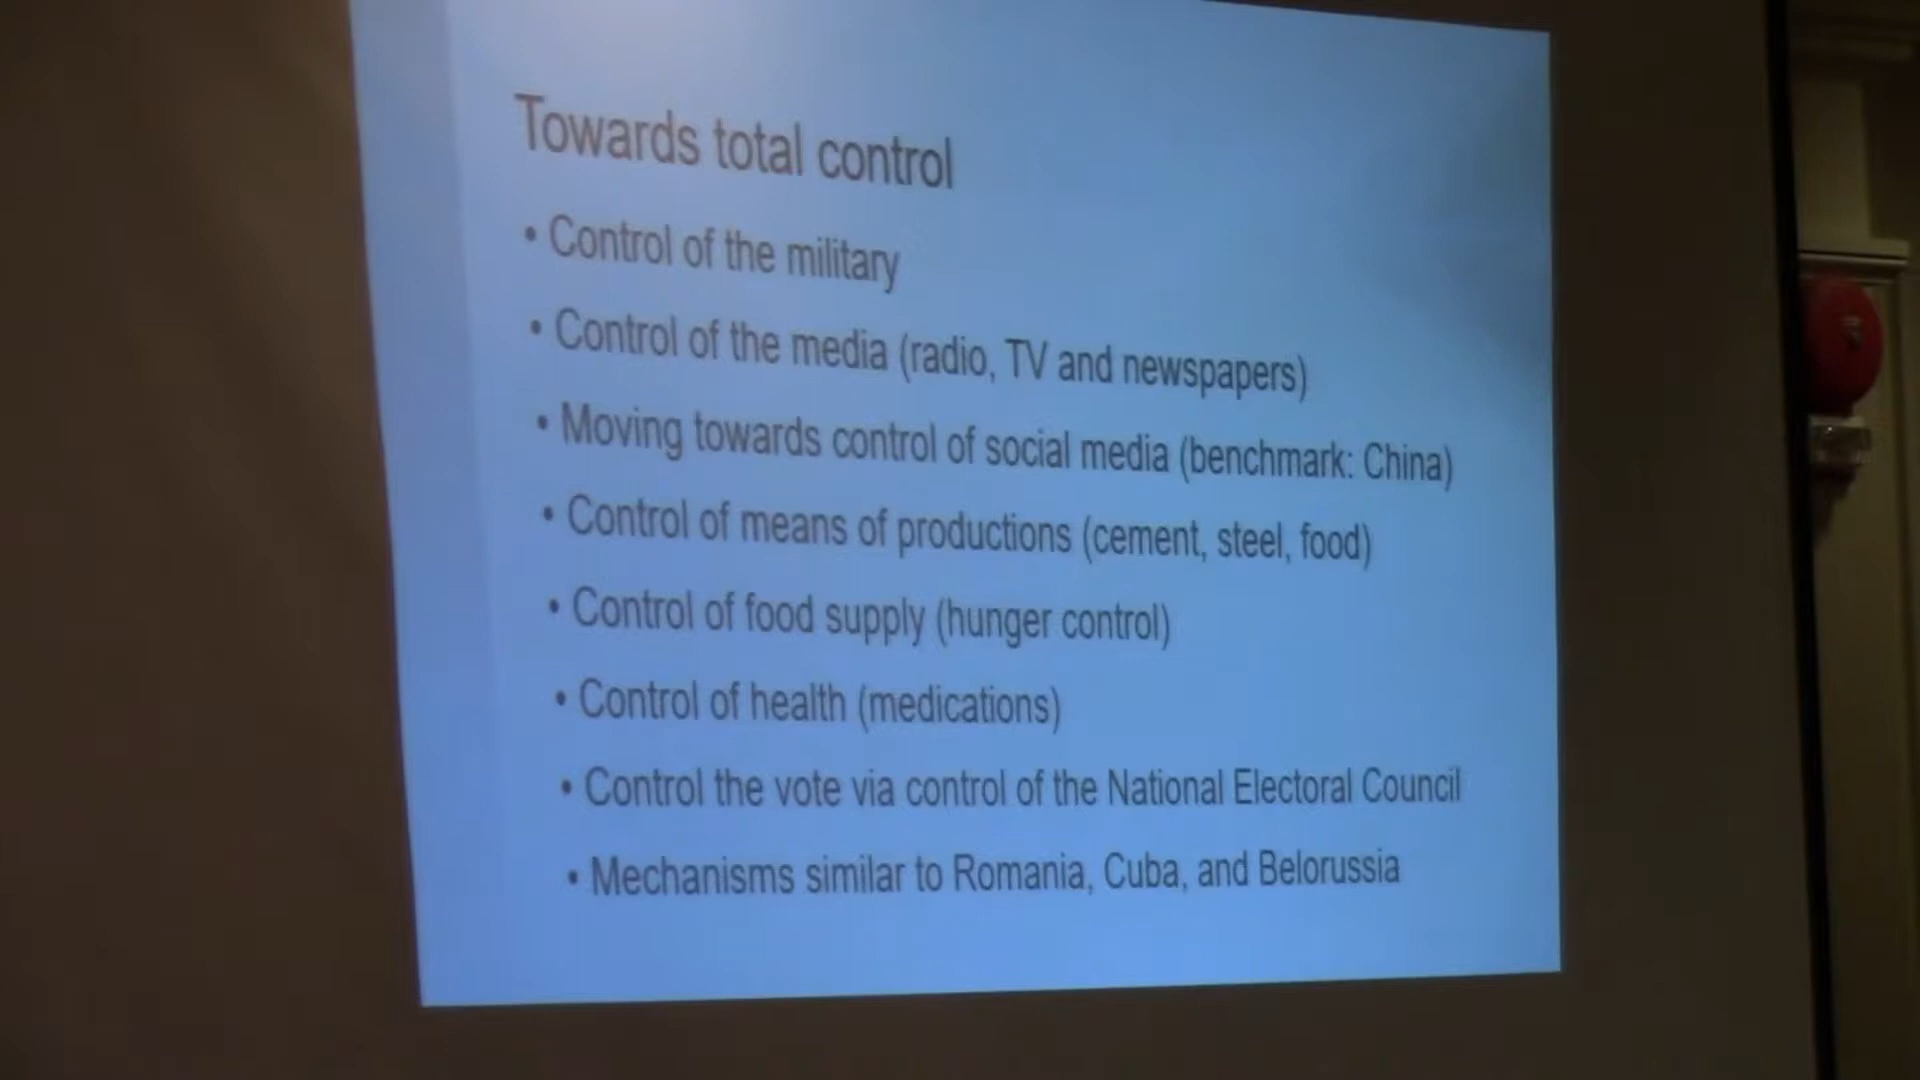 Towards total control
• Control of the military
• Control of the media (radio, TV and newspapers)
• Moving towards control of social media (benchmark: China)
• Control of means of productions (cement, steel, food)
• Control of food supply (hunger control)
• Control of health (medications)
• Control the vote via control of the National Electoral Council
• Mechanisms similar to Romania, Cuba, and Belorussia